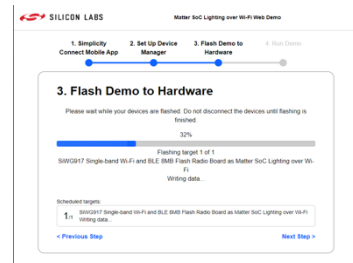 SILICON LABS
Matter SoC Lighting over Wi-Fi Web Demo
1. Simplicity
Connect Mobile App
2. Set Up Device
Manager
3. Flash Demo to
Hardware
4. Run Demo
3. Flash Demo to Hardware
Please wait while your devices are flashed. Do not disconnect the devices until flashing is
finished.
32%
Flashing target 1 of 1
SiWG917 Single-band Wi-Fi and BLE 8MB Flash Radio Board as Matter SoC Lighting over Wi-
Fi
Writing data...
Scheduled targets:
1/1
SiWG917 Single-band Wi-Fi and BLE 8MB Flash Radio Board as Matter SoC Lighting over Wi-Fi
Writing data...
< Previous Step
Next Step >